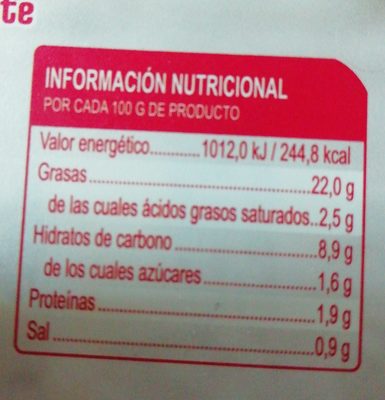 te
INFORMACIÓN NUTRICIONAL
POR CADA 100 G DE PRODUCTO
Valor energético............1012,0 kJ / 244,8 kcal
Grasas.....................................................22,0 g
de las cuales ácidos grasos saturados..2,5 g
Hidratos de carbono...............................8,9 g
de los cuales azúcares........................1,6 g
Proteínas...............................................1,9 g
Sal..........................................................0,9 g